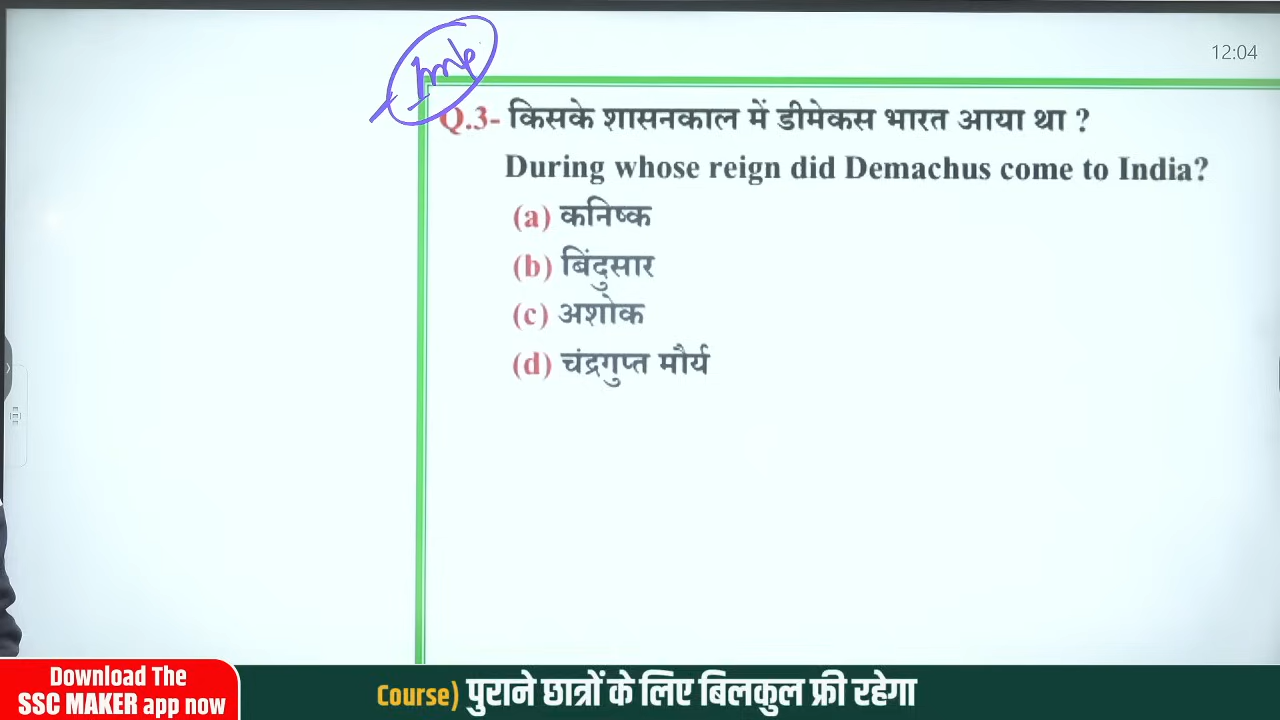 Imp
12:04
Q.3- किसके शासनकाल में डीमेकस भारत आया था ?
During whose reign did Demachus come to India?
(a) कनिष्क
(b) बिंदुसार
(c) अशोक
(d) चंद्रगुप्त मौर्य
Download The
SSC MAKER app now
Course) पुराने छात्रों के लिए बिलकुल फ्री रहेगा